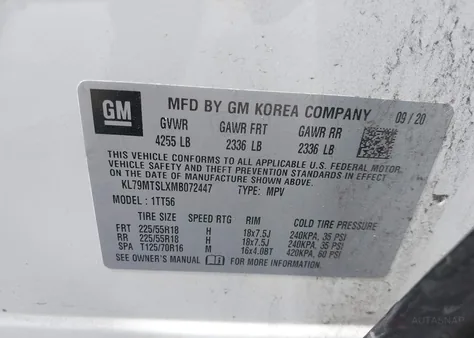 GM
MFD BY GM KOREA COMPANY 09/20
GVWR GAWR FRT GAWR RR
4255 LB 2336 LB 2336 LB
THIS VEHICLE CONFORMS TO ALL APPLICABLE U.S. FEDERAL MOTOR
VEHICLE SAFETY AND THEFT PREVENTION STANDARDS IN EFFECT
ON THE DATE OF MANUFACTURE SHOWN ABOVE.
KL79MTSLXMB072447 TYPE: MPV
MODEL: 1TT56
TIRE SIZE SPEED RTG RIM COLD TIRE PRESSURE
FRT 225/55R18 H 18x7.5J 240KPA, 35 PSI
RR 225/55R18 H 18x7.5J 240KPA, 35 PSI
SPA T125/70R16 M 16x4.08T 420KPA, 60 PSI
SEE OWNER'S MANUAL FOR MORE INFORMATION